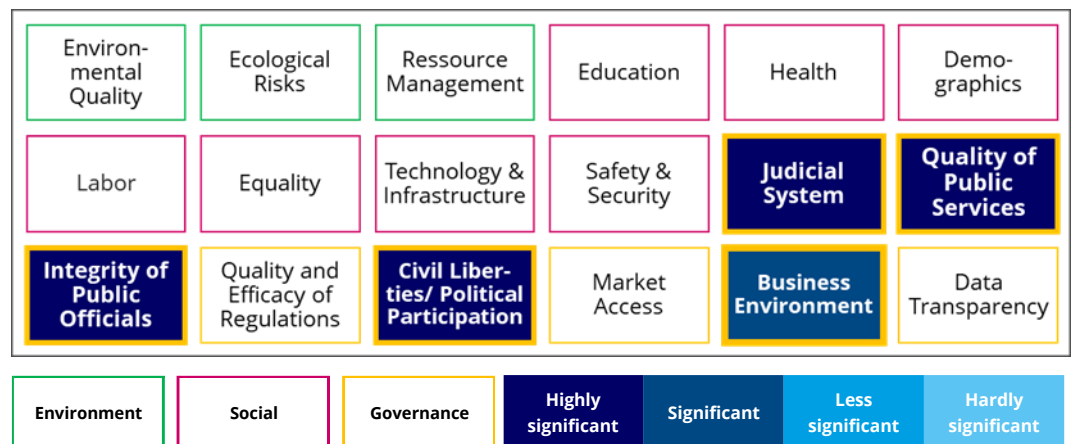 Environ-
mental
Quality
Ecological
Risks
Ressource
Management
Education
Health
Demo-
graphics
Labor
Equality
Technology &
Infrastructure
Safety &
Security
Judicial
System
Quality of
Public
Services
Integrity of
Public
Officials
Quality and
Efficacy of
Regulations
Civil Liber-
ties/ Political
Participation
Market
Access
Business
Environment
Data
Transparency
Environment
Social
Governance
Highly
significant
Significant
Less
significant
Hardly
significant